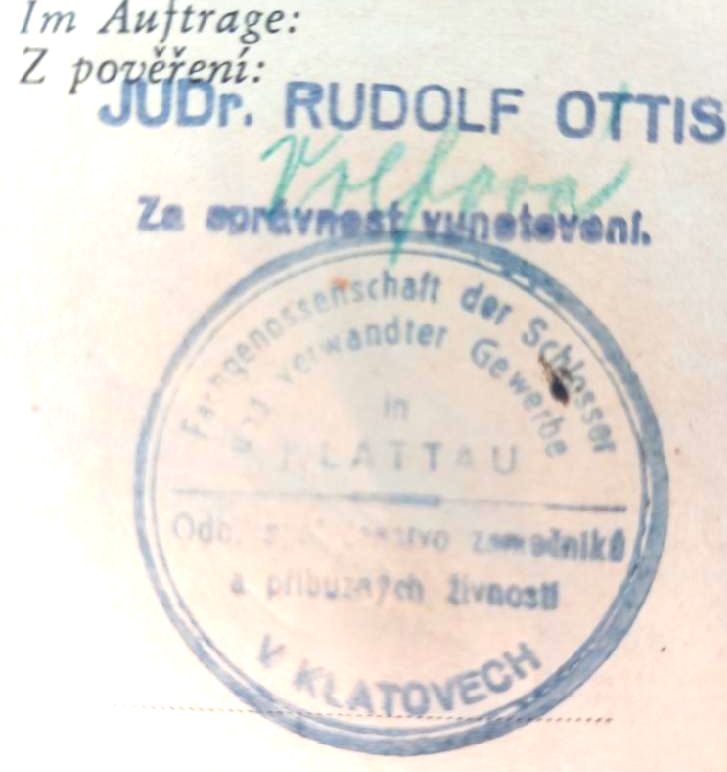 Im Auftrage:
Z pověření:
JUDr. RUDOLF OTTIS
Za správnost vyhotovení.
Fachgenossenschaft der Schlosser
und verwandter Gewerbe
in
KLATTAU
Odb. společenstvo zámečníků
a příbuzných živností
V KLATOVECH